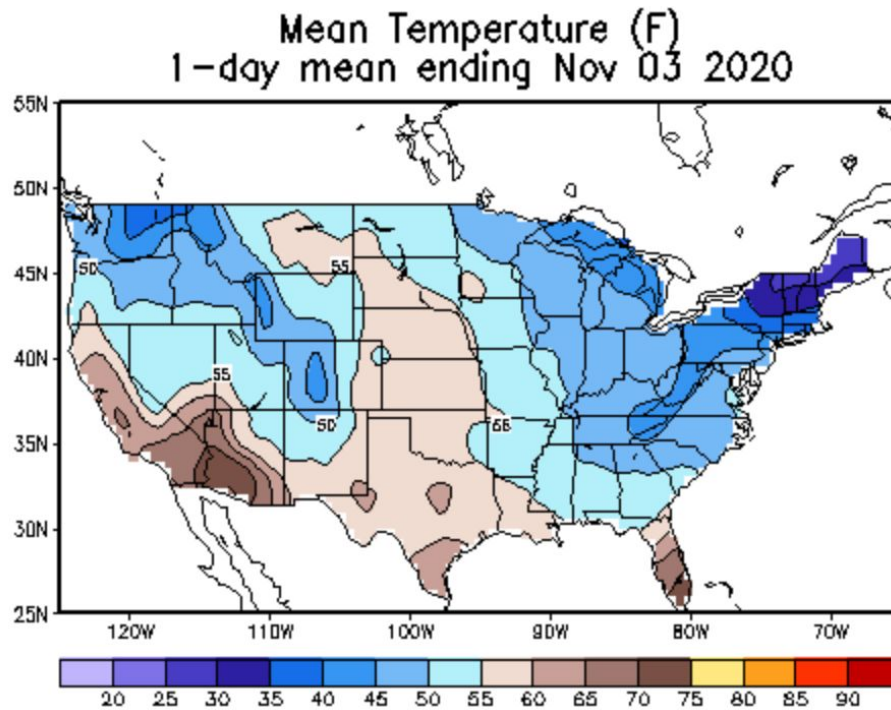 Mean Temperature (F)
1-day mean ending Nov 03 2020
55N
50N
45N
40N
35N
30N
25N
50
55
55
50
55
120W 110W 100W 90W 80W 70W
20 25 30 35 40 45 50 55 60 65 70 75 80 85 90